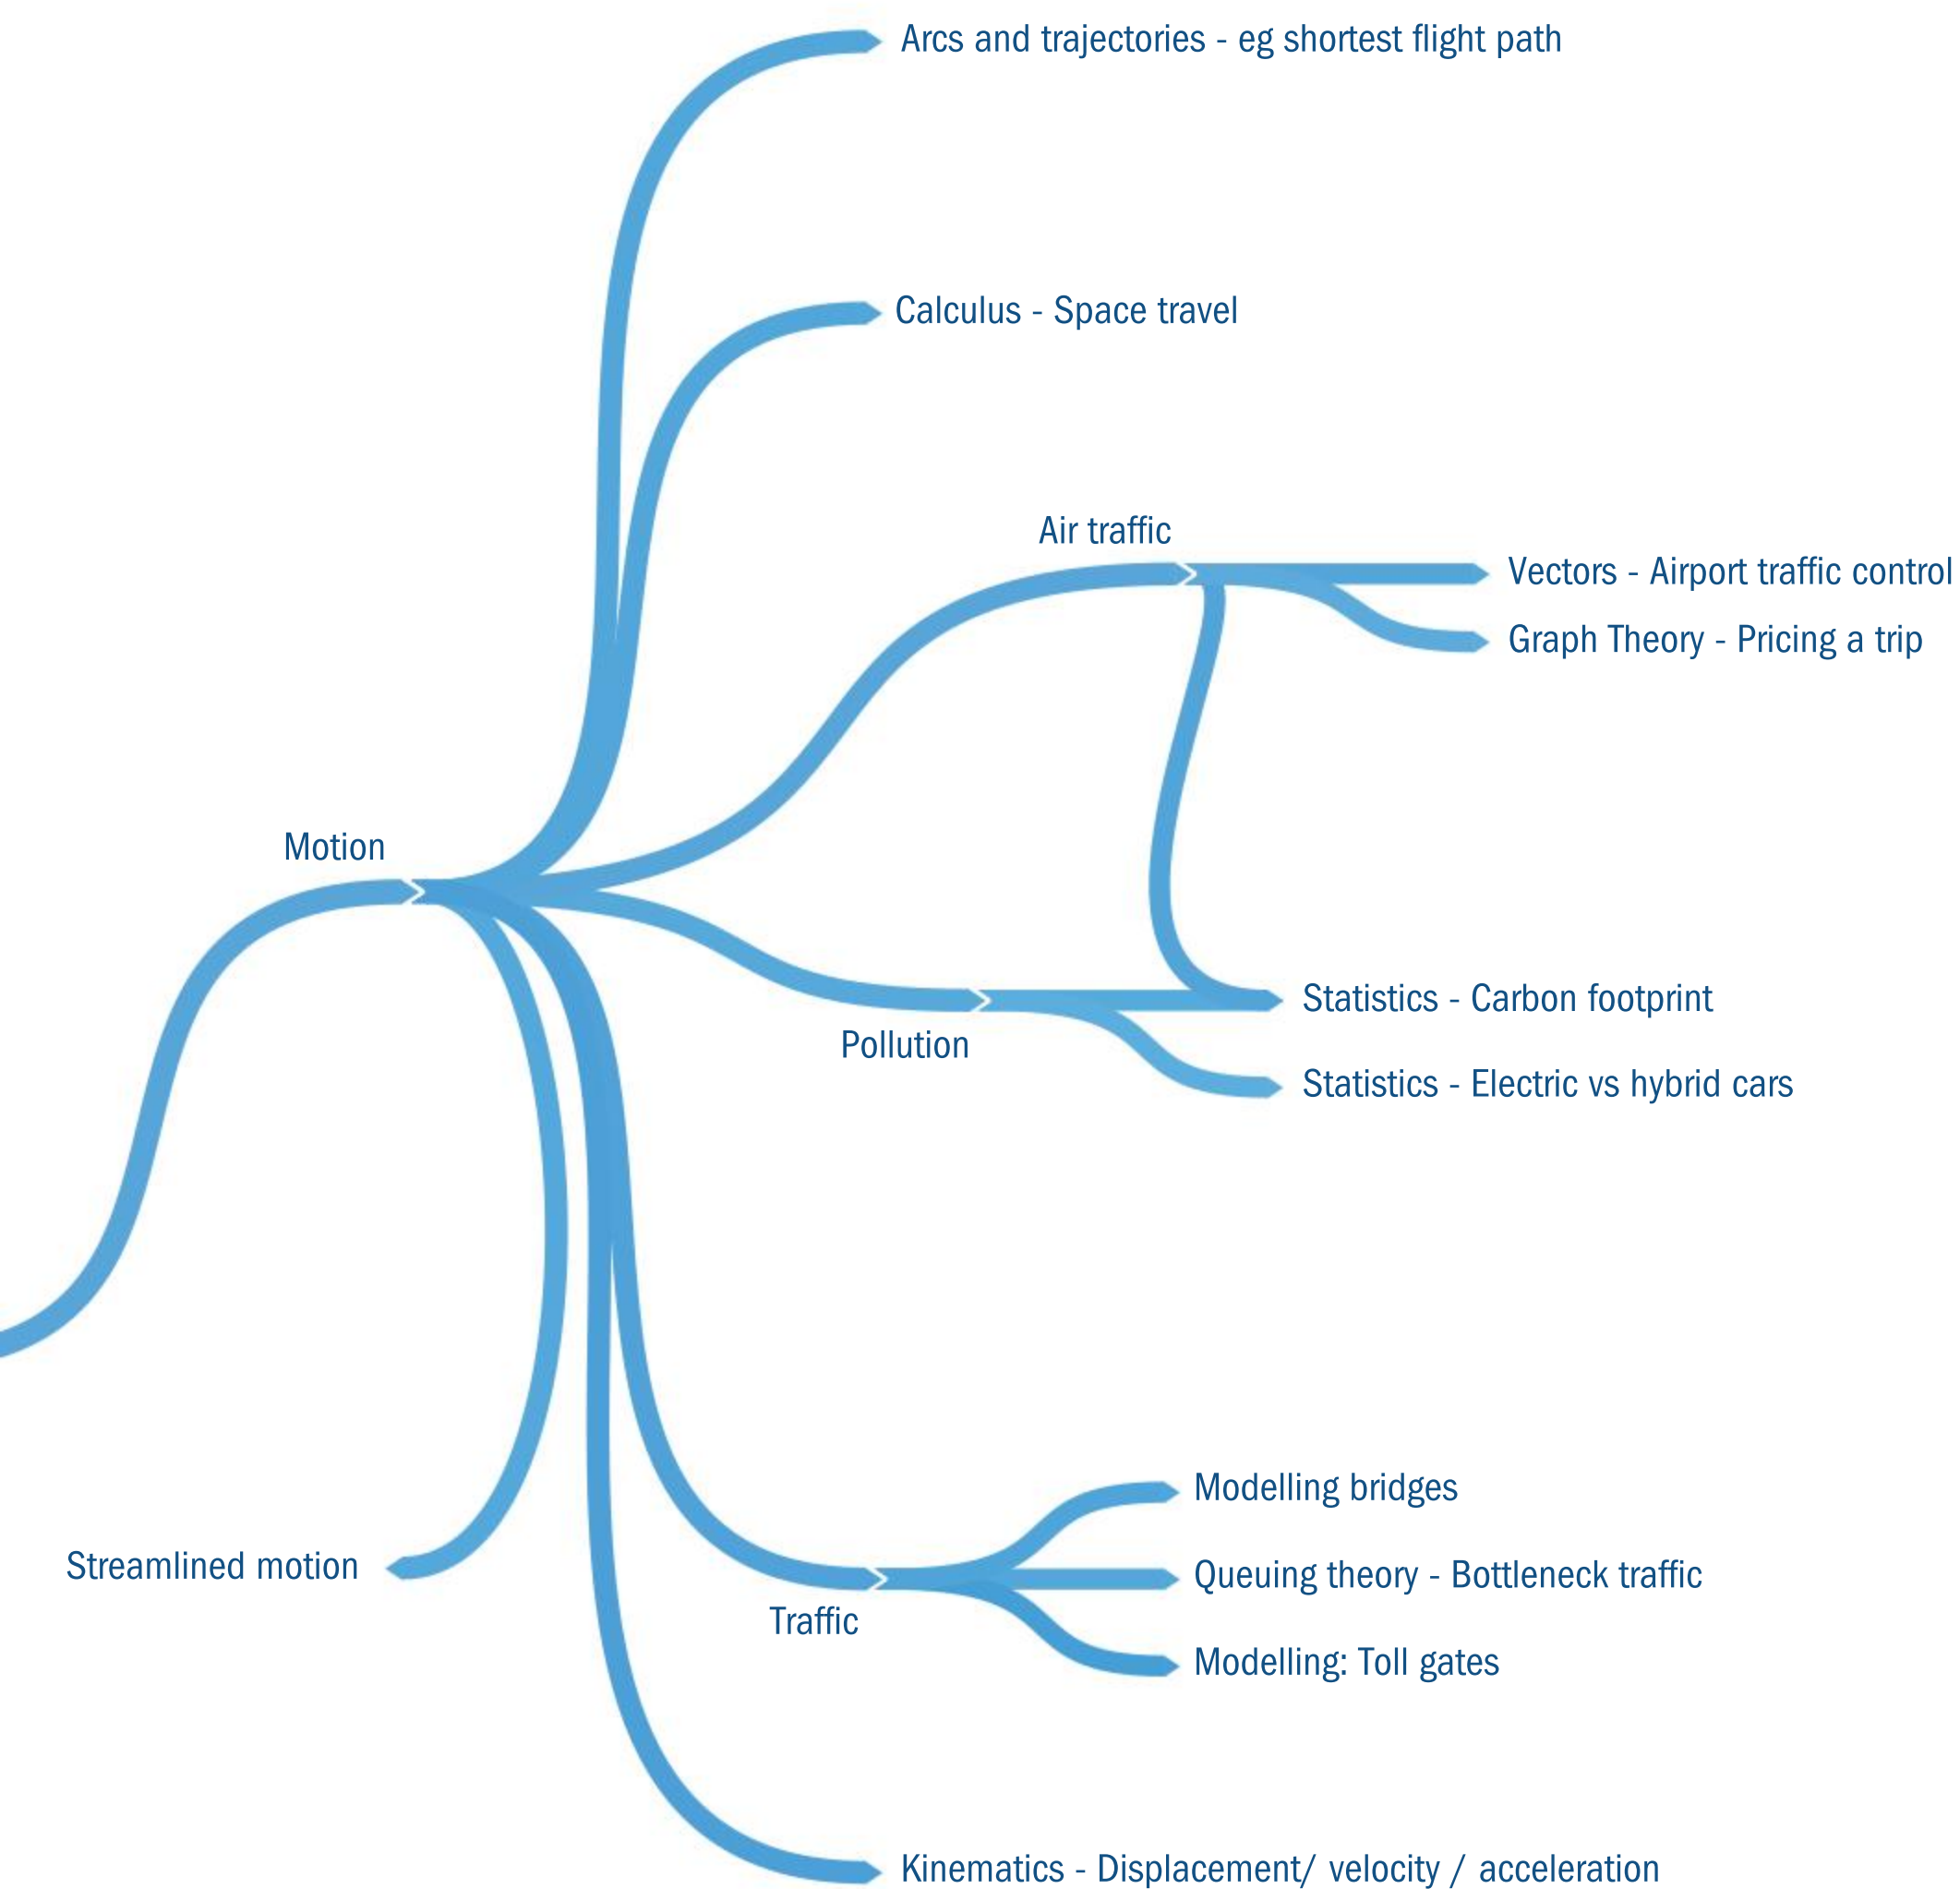 Arcs and trajectories - eg shortest flight path
Calculus - Space travel
Air traffic
Vectors - Airport traffic control
Graph Theory - Pricing a trip
Motion
Statistics - Carbon footprint
Pollution
Statistics - Electric vs hybrid cars
Modelling bridges
Streamlined motion
Queuing theory - Bottleneck traffic
Traffic
Modelling: Toll gates
Kinematics - Displacement/ velocity / acceleration